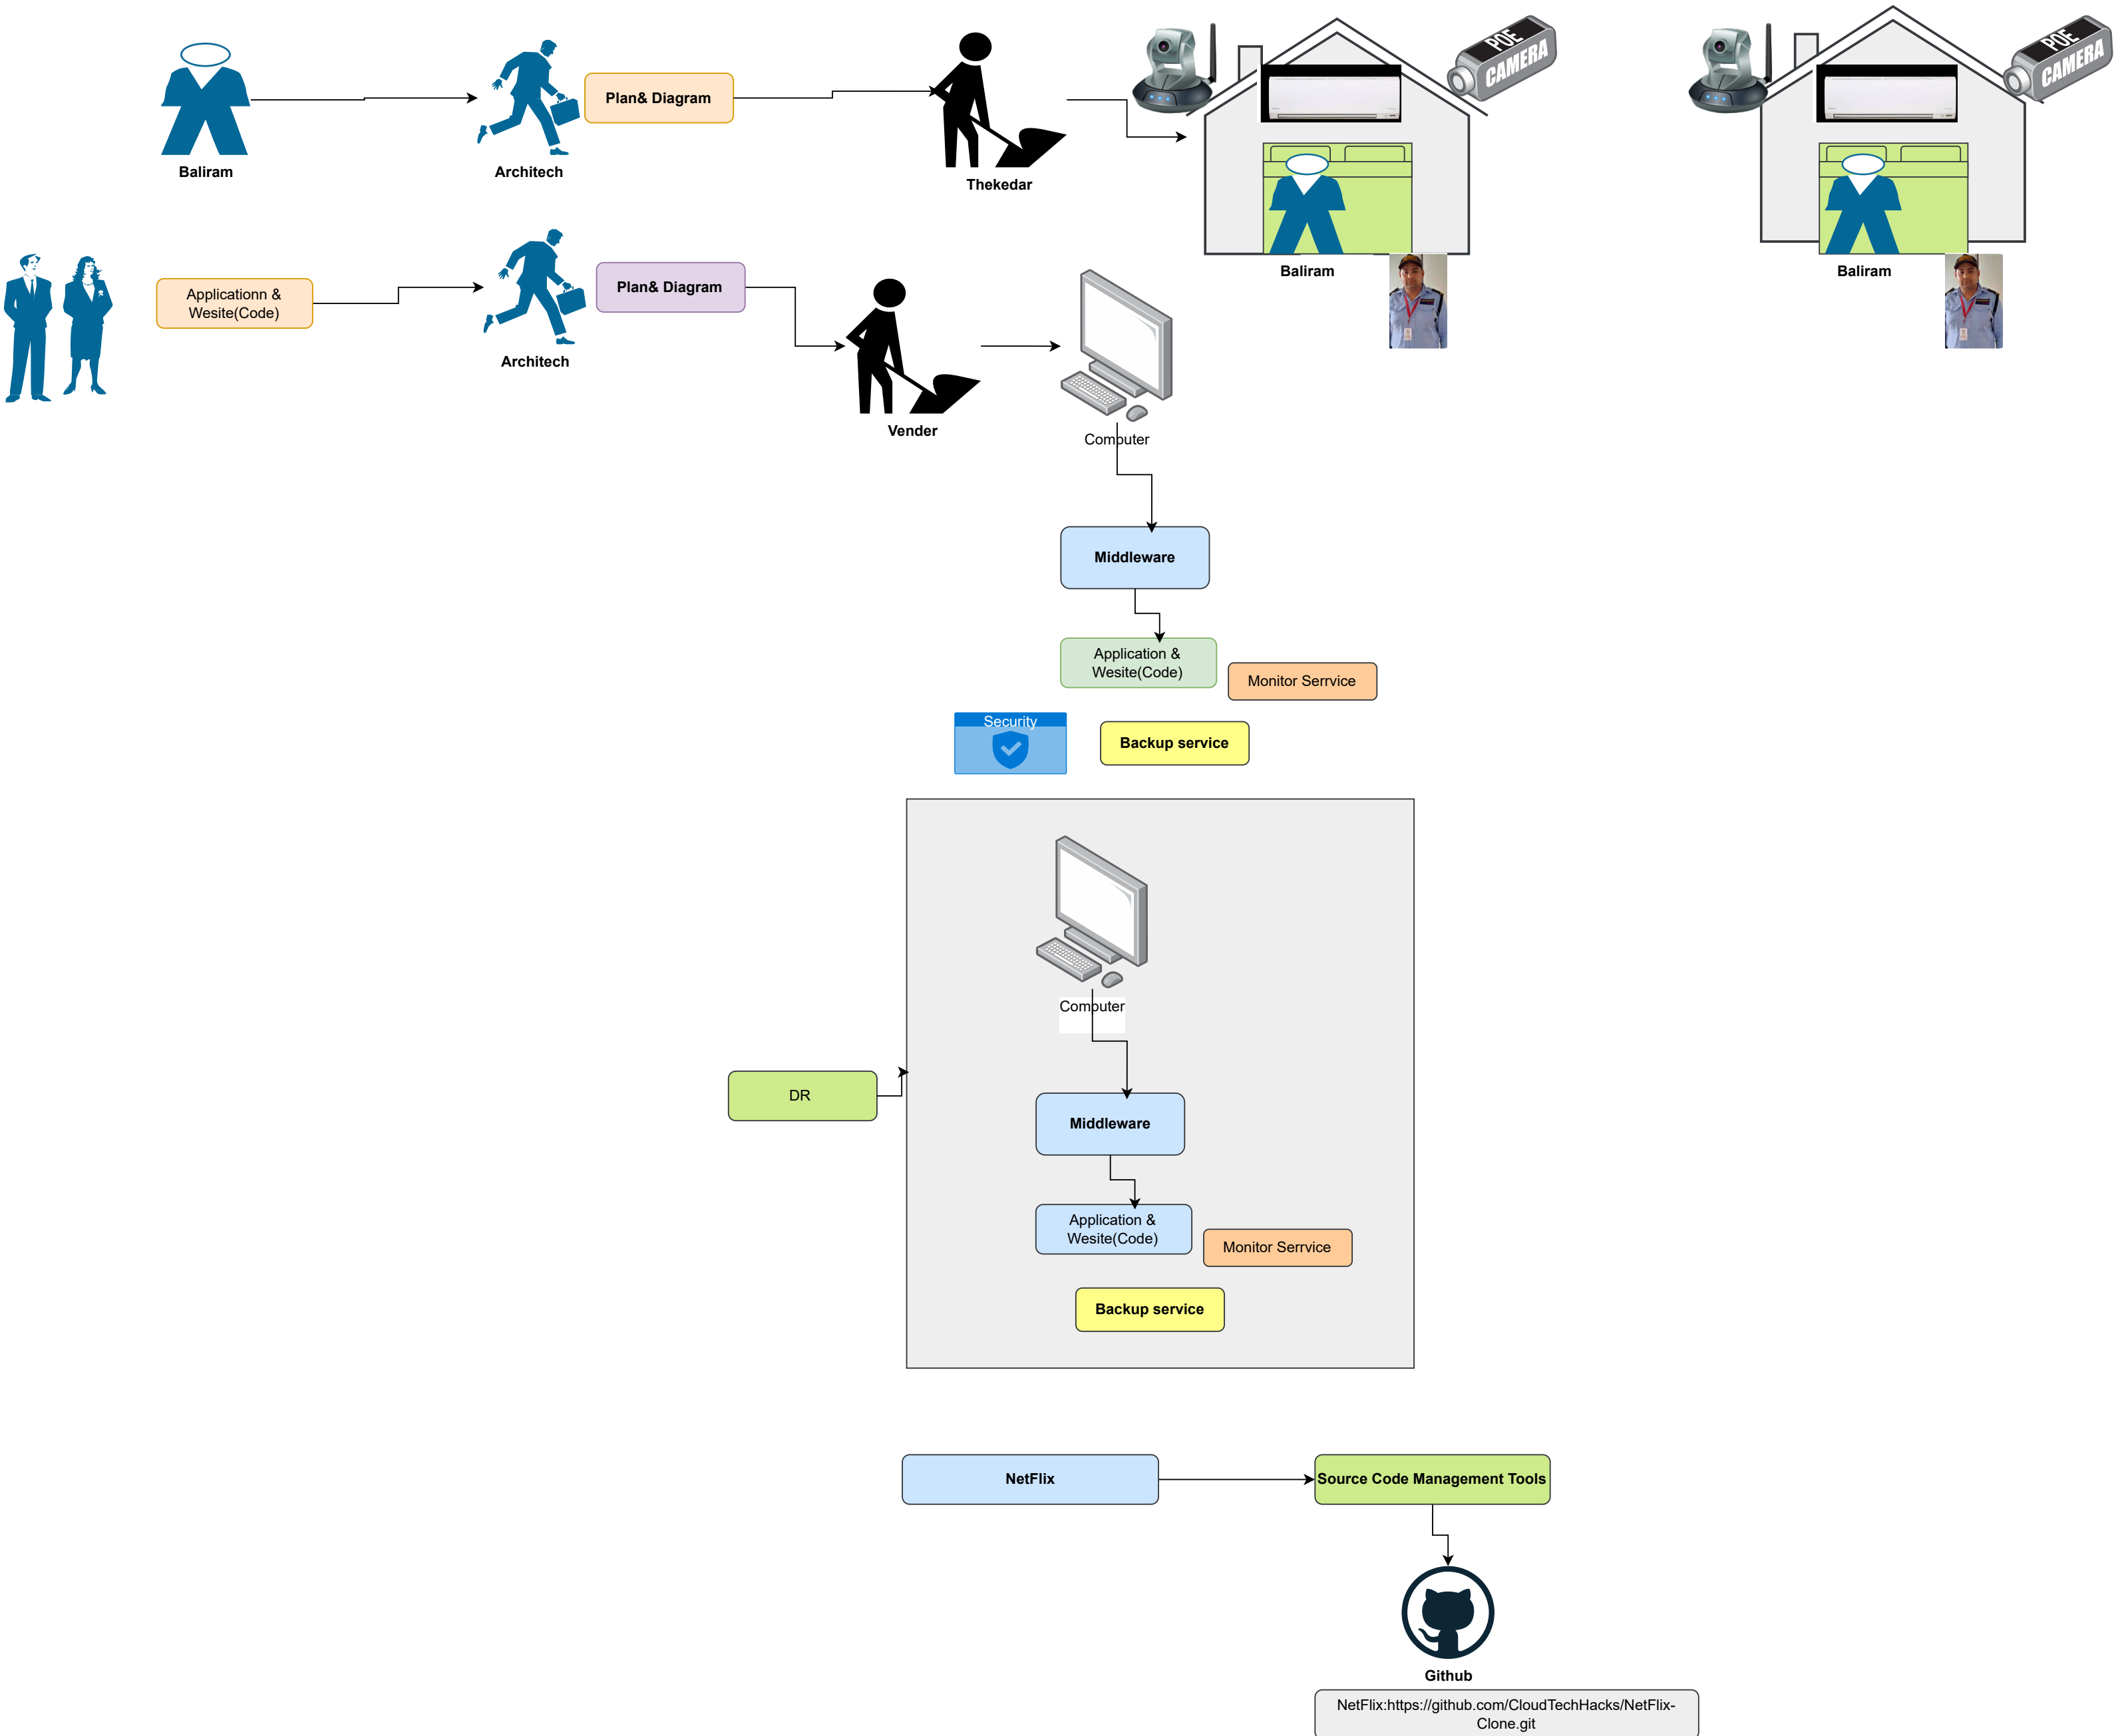 POE
CAMERA
POE
CAMERA
Plan& Diagram
Baliram
Architech
Thekedar
Baliram
Baliram
Applicationn &
Wesite(Code)
Plan& Diagram
Architech
Vender
Computer
Middleware
Application &
Wesite(Code)
Monitor Serrvice
Security
Backup service
Computer
DR
Middleware
Application &
Wesite(Code)
Monitor Serrvice
Backup service
NetFlix
Source Code Management Tools
Github
NetFlix:https://github.com/CloudTechHacks/NetFlix-
Clone.git